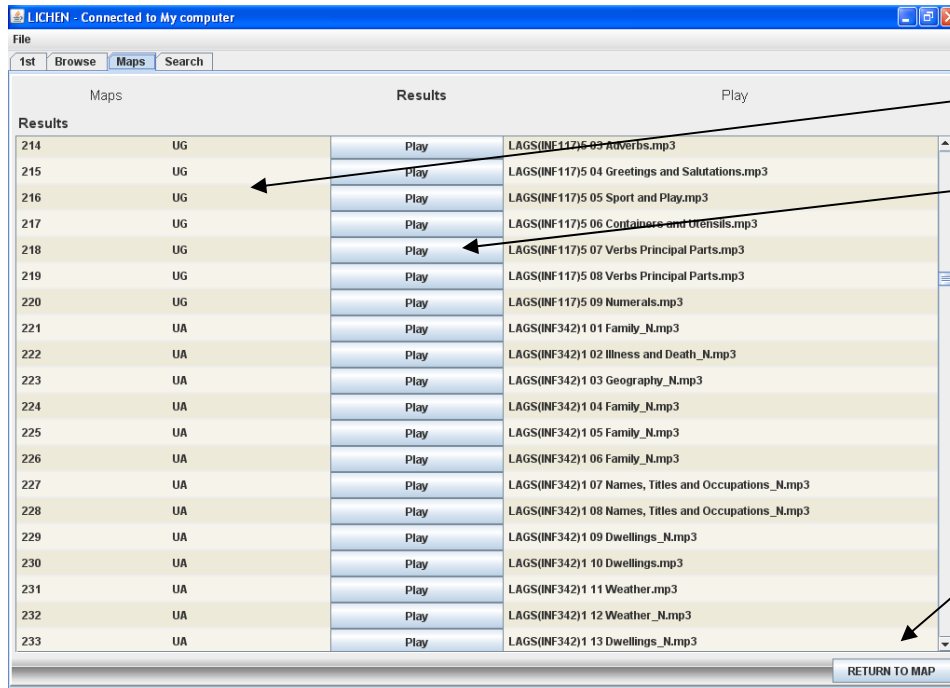 LICHEN - Connected to My computer
File
1st Browse Maps Search
Maps Results Play
Results
214 UG Play LAGS(INF117)5 03 Adverbs.mp3
215 UG Play LAGS(INF117)5 04 Greetings and Salutations.mp3
216 UG Play LAGS(INF117)5 05 Sport and Play.mp3
217 UG Play LAGS(INF117)5 06 Containers and Utensils.mp3
218 UG Play LAGS(INF117)5 07 Verbs Principal Parts.mp3
219 UG Play LAGS(INF117)5 08 Verbs Principal Parts.mp3
220 UG Play LAGS(INF117)5 09 Numerals.mp3
221 UA Play LAGS(INF342)1 01 Family_N.mp3
222 UA Play LAGS(INF342)1 02 Illness and Death_N.mp3
223 UA Play LAGS(INF342)1 03 Geography_N.mp3
224 UA Play LAGS(INF342)1 04 Family_N.mp3
225 UA Play LAGS(INF342)1 05 Family_N.mp3
226 UA Play LAGS(INF342)1 06 Family_N.mp3
227 UA Play LAGS(INF342)1 07 Names, Titles and Occupations_N.mp3
228 UA Play LAGS(INF342)1 08 Names, Titles and Occupations_N.mp3
229 UA Play LAGS(INF342)1 09 Dwellings_N.mp3
230 UA Play LAGS(INF342)1 10 Dwellings.mp3
231 UA Play LAGS(INF342)1 11 Weather.mp3
232 UA Play LAGS(INF342)1 12 Weather_N.mp3
233 UA Play LAGS(INF342)1 13 Dwellings_N.mp3
RETURN TO MAP